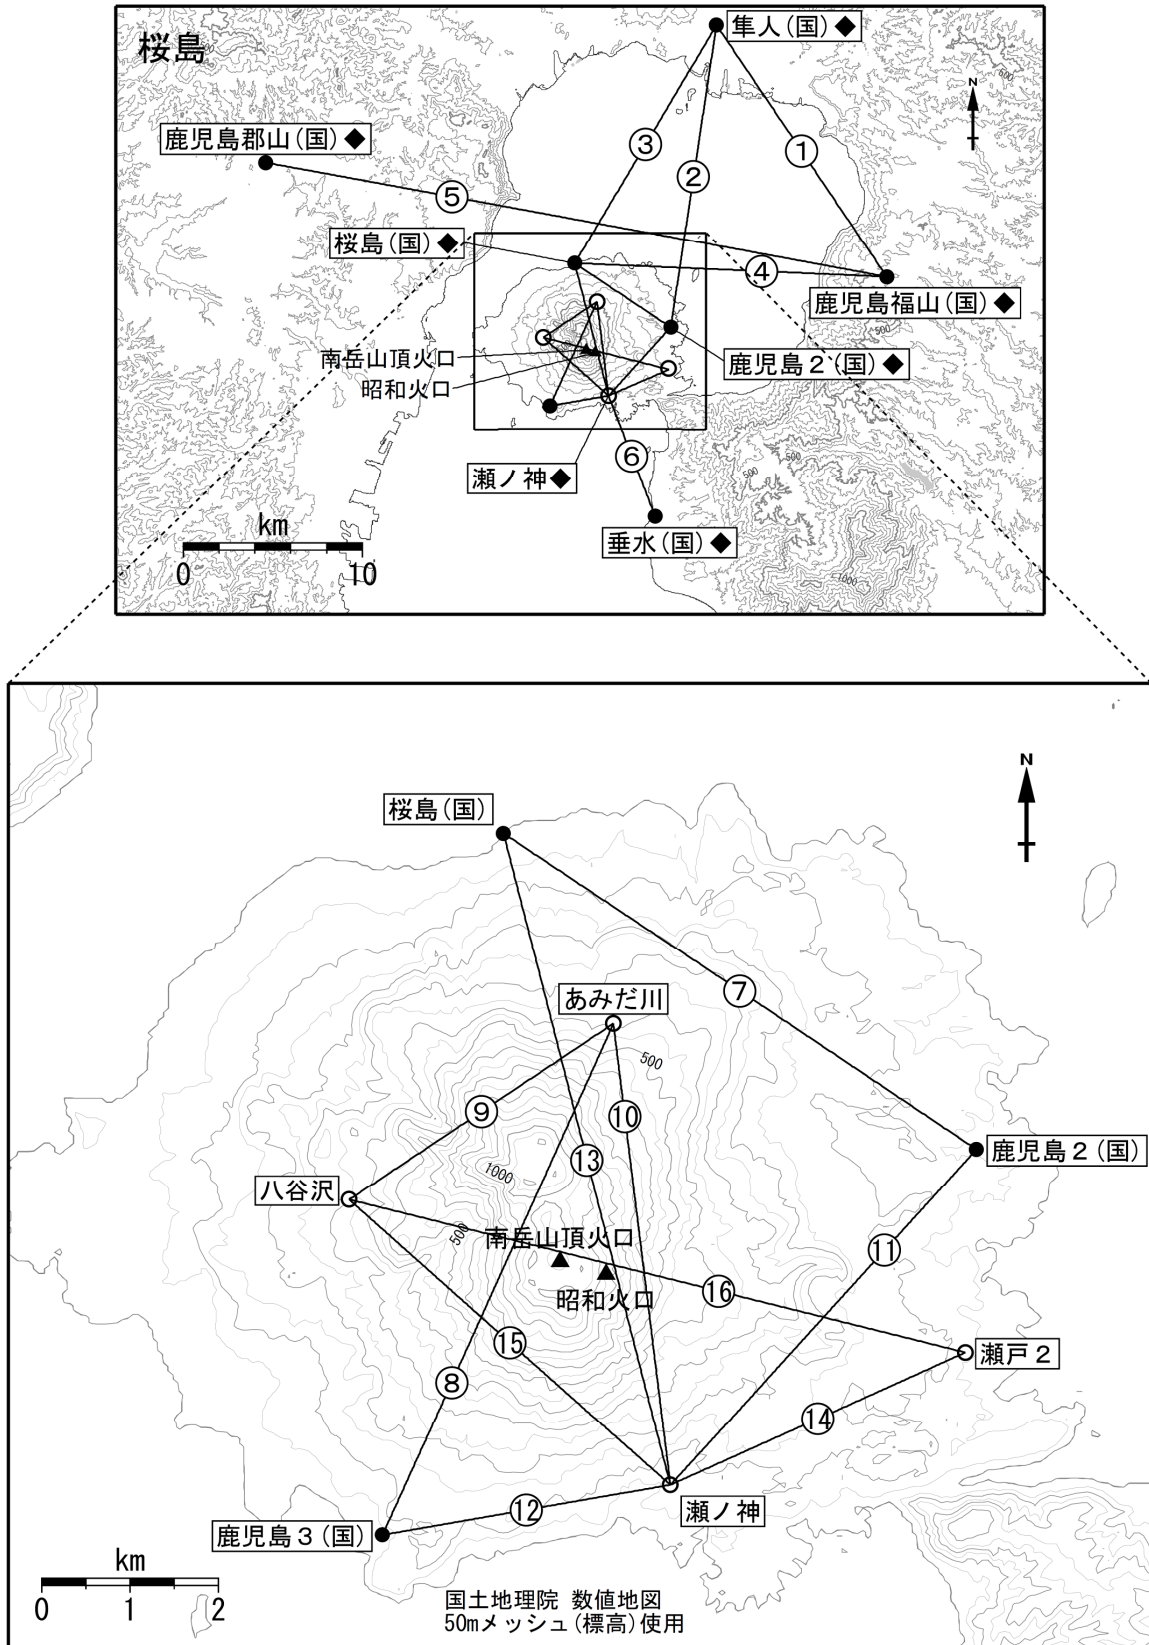 桜島
隼人(国)◆
N
600
鹿児島郡山(国)◆
③
①
②
⑤
桜島(国)◆
④
鹿児島福山(国)◆
500
南岳山頂火口
昭和火口
鹿児島2(国)◆
⑥
500
500
瀬ノ神◆
km
0 10
垂水(国)◆
1000
N
桜島(国)
⑦
あみだ川
500
⑨
⑩
鹿児島2(国)
⑬
1000
八谷沢
500
南岳山頂火口
⑪
昭和火口
⑯
⑮
瀬戸2
⑧
⑭
瀬ノ神
⑫
鹿児島3(国)
km
0 1 2
国土地理院 数値地図
50mメッシュ(標高)使用